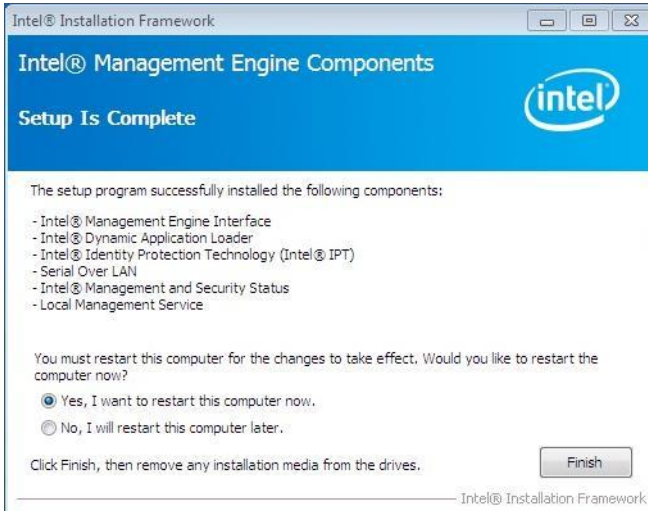 Intel® Installation Framework
Intel® Management Engine Components
Setup Is Complete
intel
The setup program successfully installed the following components:
- Intel® Management Engine Interface
- Intel® Dynamic Application Loader
- Intel® Identity Protection Technology (Intel® IPT)
- Serial Over LAN
- Intel® Management and Security Status
- Local Management Service
You must restart this computer for the changes to take effect. Would you like to restart the
computer now?
Yes, I want to restart this computer now.
No, I will restart this computer later.
Click Finish, then remove any installation media from the drives.
Finish
Intel® Installation Framework